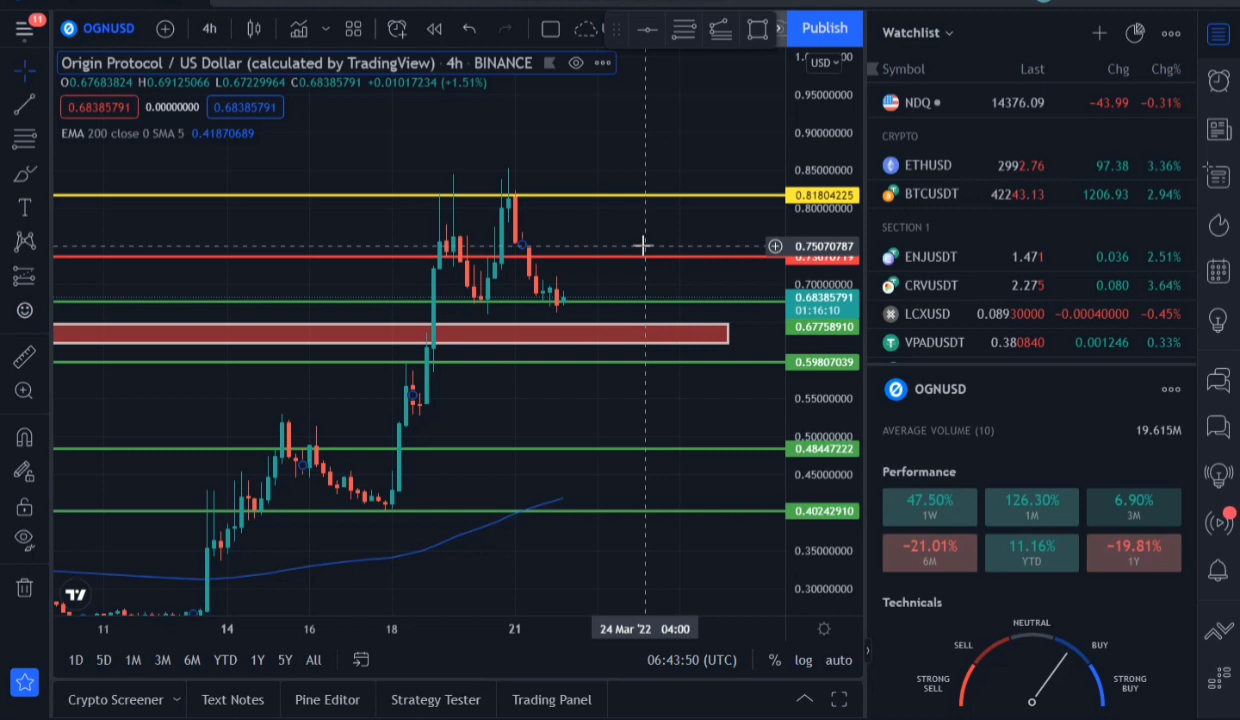 11
OGNUSD
4h
Publish
Origin Protocol / US Dollar (calculated by TradingView) · 4h · BINANCE
O0.67683824 H0.69125066 L0.67229964 C0.68385791 +0.01017234 (+1.51%)
0.68385791 0.00000000 0.68385791
EMA 200 close 0 SMA 5 0.41870689
USD
0.95000000
0.90000000
0.85000000
0.81804225
0.80000000
0.75070787
0.70000000
0.68385791
01:16:10
0.67758910
0.59807039
0.55000000
0.50000000
0.48447222
0.45000000
0.40242910
0.35000000
0.30000000
11 14 16 18 21 24 Mar '22 04:00
1D 5D 1M 3M 6M YTD 1Y 5Y All 06:43:50 (UTC) % log auto
Crypto Screener Text Notes Pine Editor Strategy Tester Trading Panel
Watchlist
Symbol Last Chg Chg%
NDQ 14376.09 −43.99 −0.31%
CRYPTO
ETHUSD 2992.76 97.38 3.36%
BTCUSDT 42243.13 1206.93 2.94%
SECTION 1
ENJUSDT 1.471 0.036 2.51%
CRVUSDT 2.275 0.080 3.64%
LCXUSD 0.08930000 −0.00040000 −0.45%
VPADUSDT 0.380840 0.001246 0.33%
OGNUSD
AVERAGE VOLUME (10) 19.615M
Performance
47.50% 126.30% 6.90%
1W 1M 3M
−21.01% 11.16% −19.81%
6M YTD 1Y
Technicals
NEUTRAL
SELL BUY
STRONG SELL STRONG BUY